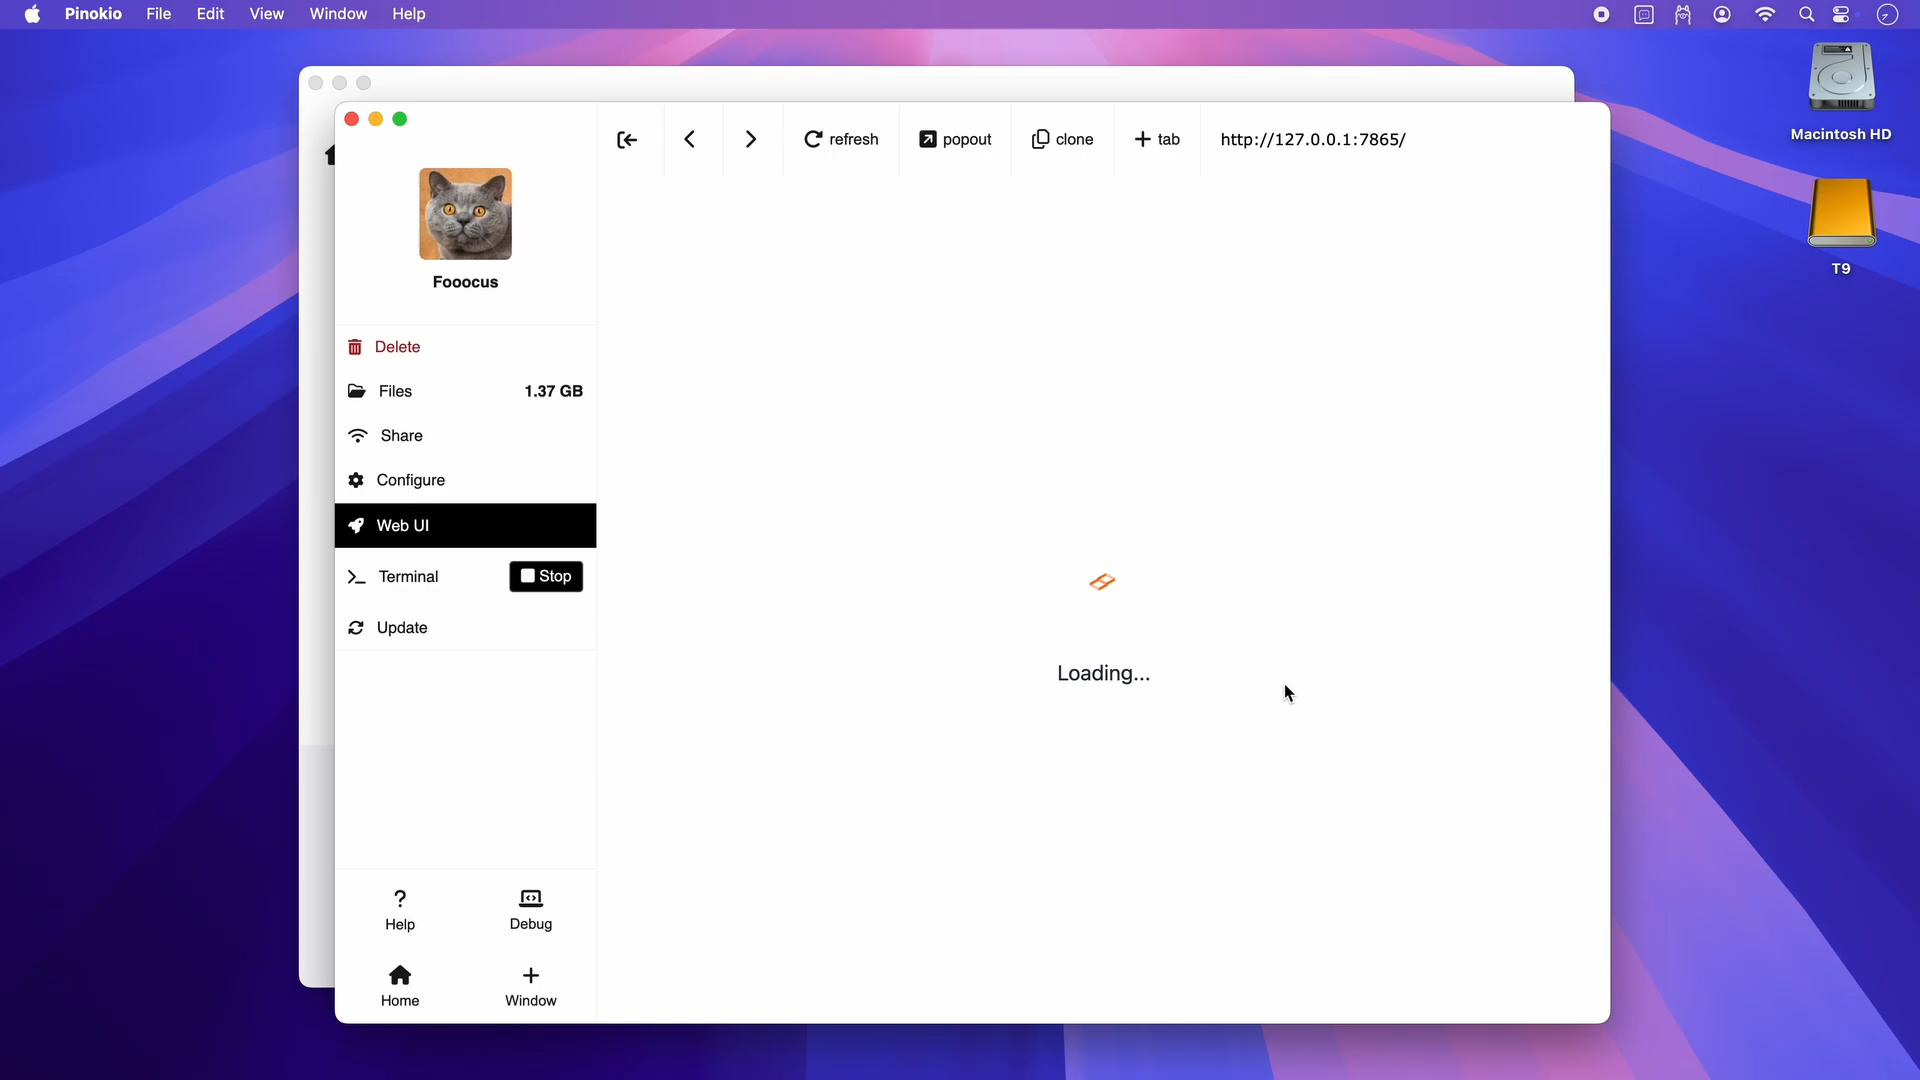 Pinokio File Edit View Window Help
refresh popout clone tab http://127.0.0.1:7865/
Macintosh HD
T9
Fooocus
Delete
Files 1.37 GB
Share
Configure
Web UI
Terminal Stop
Update
Loading...
Help Debug
Home Window